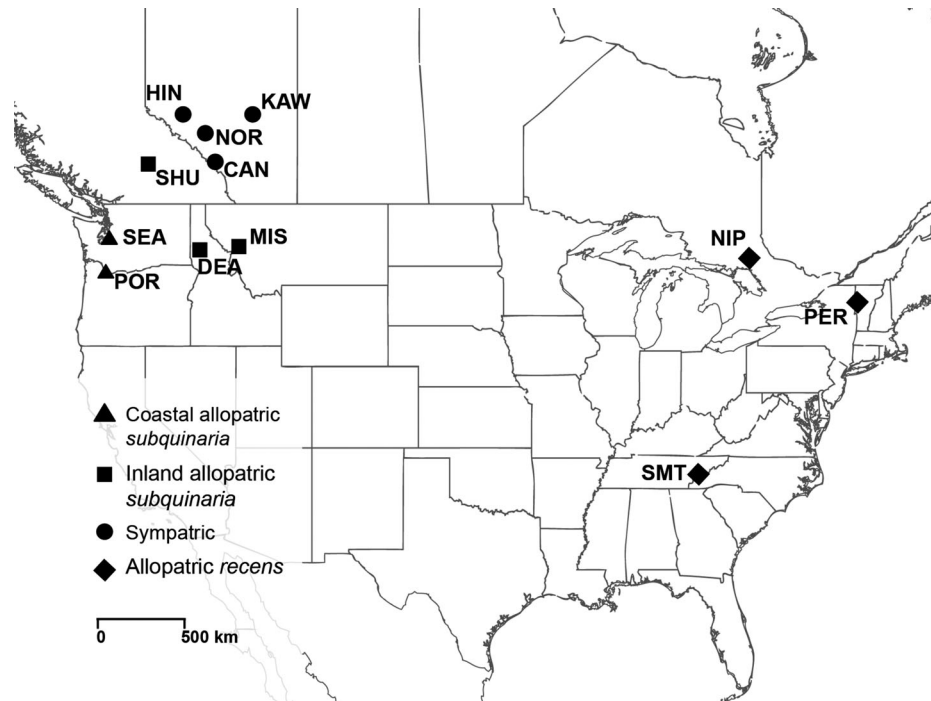 HIN
KAW
NOR
CAN
SHU
SEA
MIS
DEA
POR
NIP
PER
SMT
Coastal allopatric
subquinaria
Inland allopatric
subquinaria
Sympatric
Allopatric recens
0 500 km